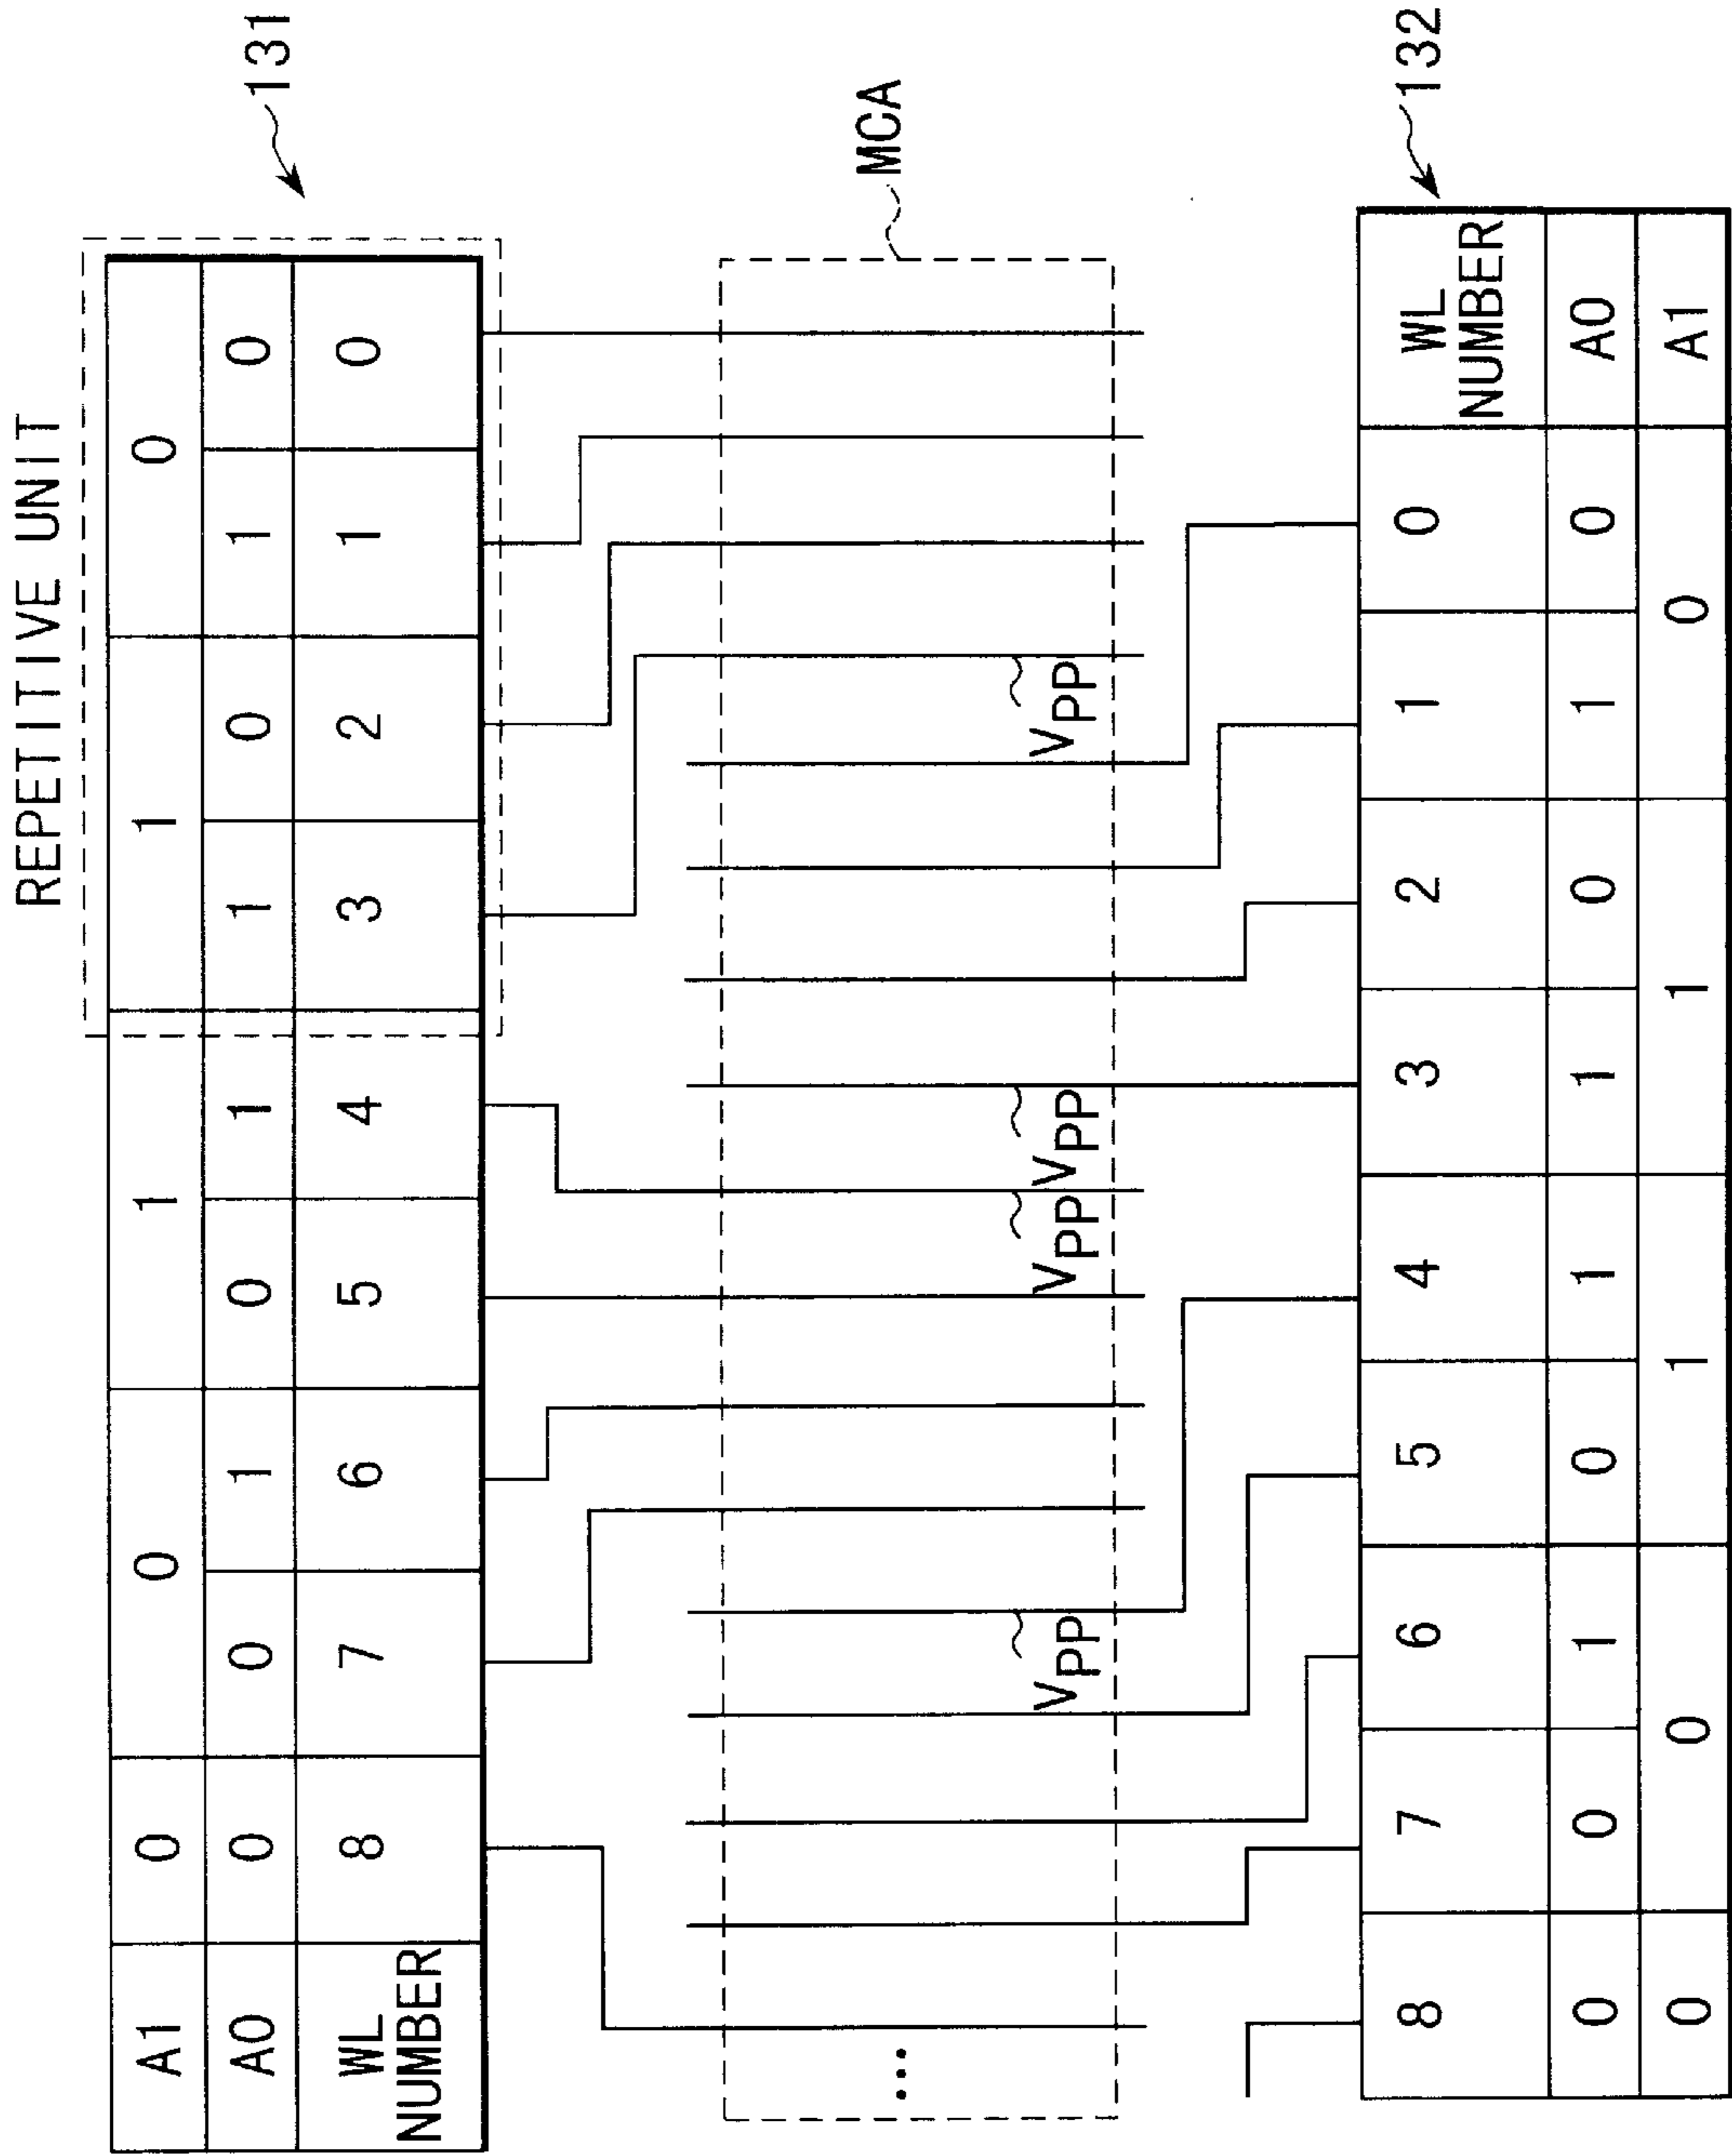 REPETITIVE UNIT
A1 0 0 1 1 0
A0 0 0 1 0 1 1 0 1 0
WL NUMBER 8 7 6 5 4 3 2 1 0
131
MCA
...
VPP VPP VPP VPP
8 7 6 5 4 3 2 1 0 WL NUMBER
0 0 1 0 1 1 0 1 0 A0
0 0 1 1 0 A1
132